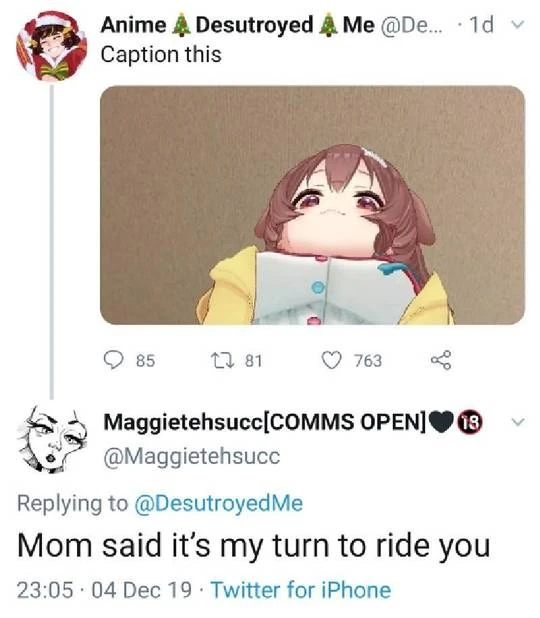 Anime🎄Desutroyed🎄Me @De... · 1d
Caption this
85 81 763
Maggietehsucc[COMMS OPEN]🖤🔞
@Maggietehsucc
Replying to @DesutroyedMe
Mom said it's my turn to ride you
23:05 · 04 Dec 19 · Twitter for iPhone